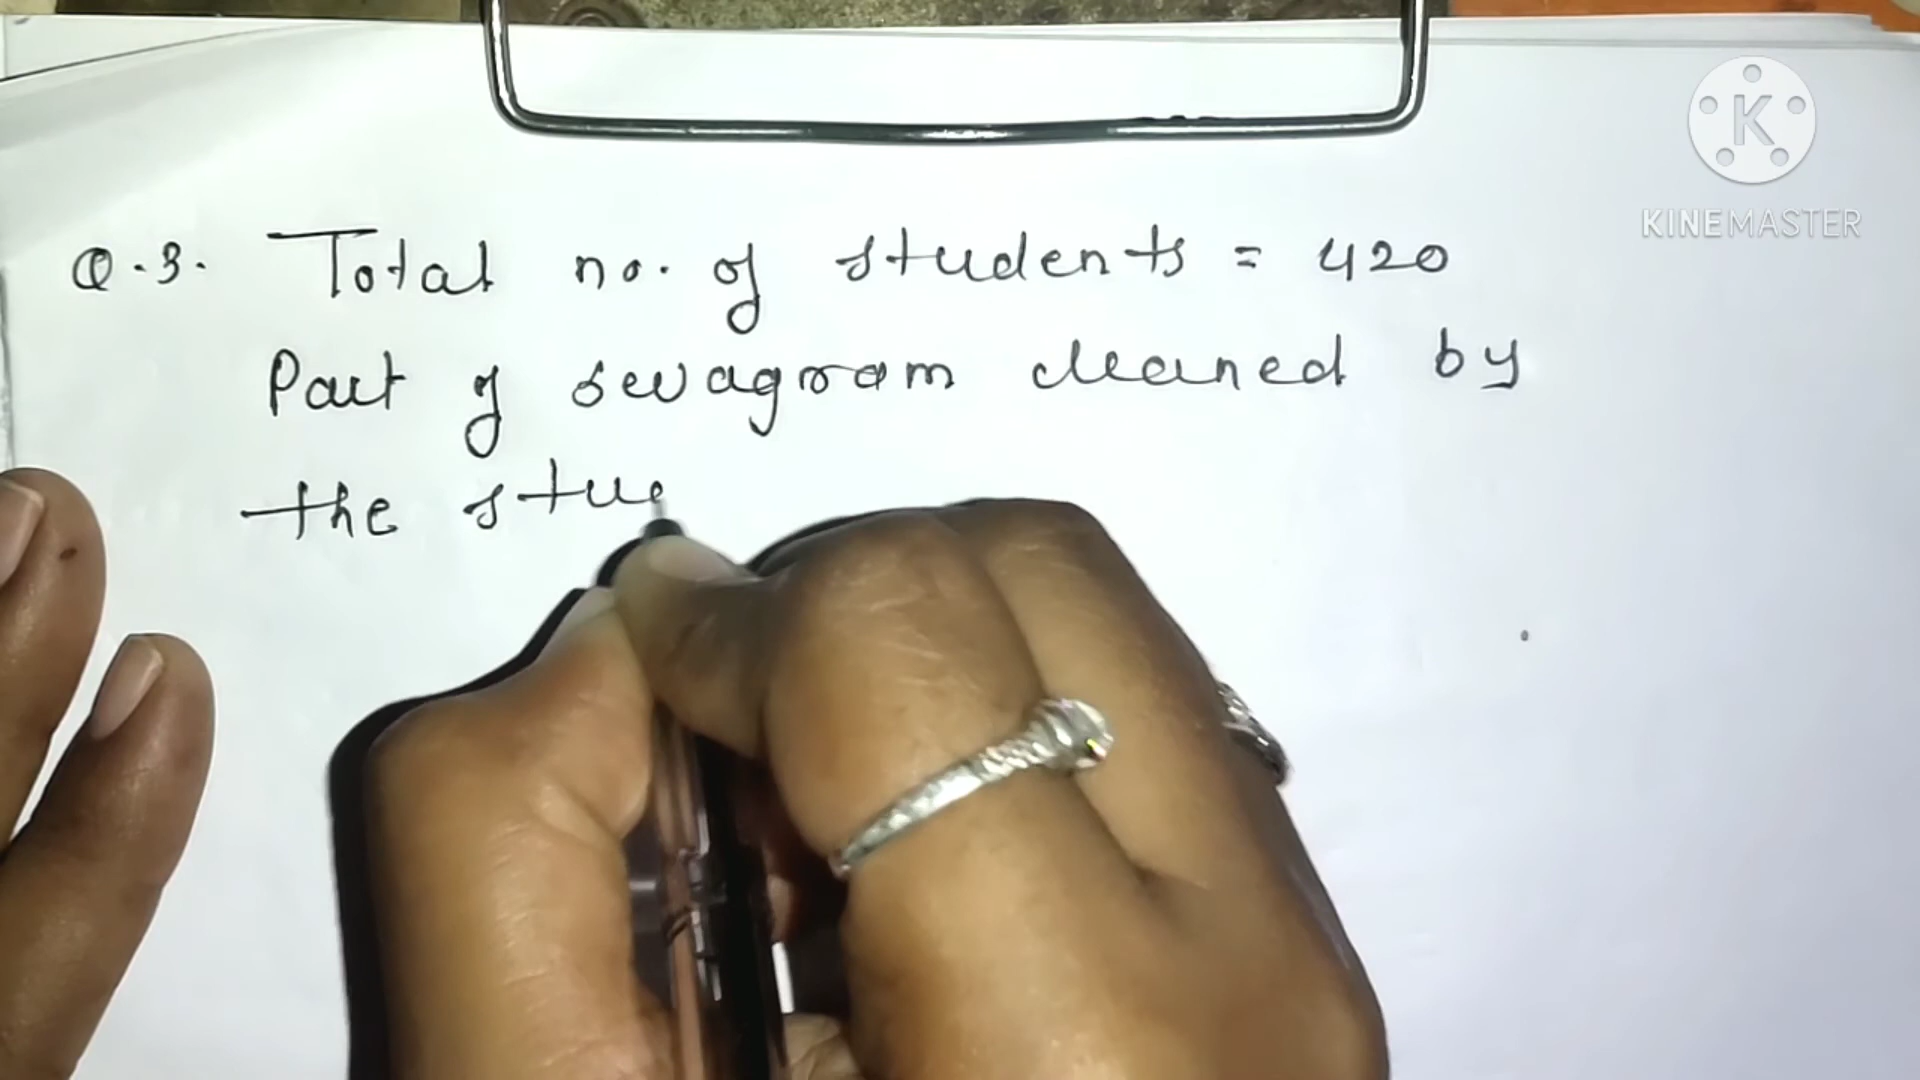 Q.3. Total no. of students = 420
Part of sevagram cleaned by
the stu
K
KINEMASTER